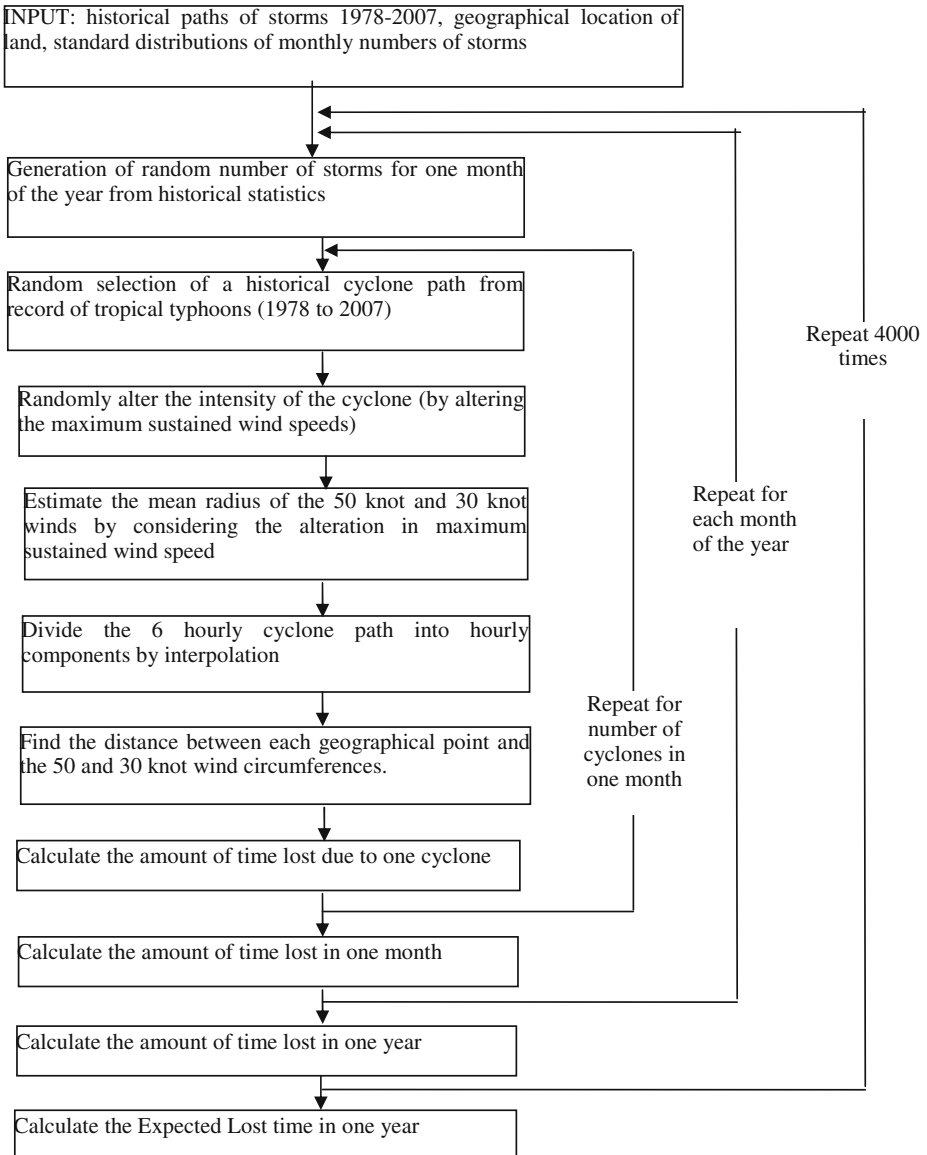 INPUT: historical paths of storms 1978-2007, geographical location of
land, standard distributions of monthly numbers of storms
Generation of random number of storms for one month
of the year from historical statistics
Random selection of a historical cyclone path from
record of tropical typhoons (1978 to 2007)
Repeat 4000
times
Randomly alter the intensity of the cyclone (by altering
the maximum sustained wind speeds)
Estimate the mean radius of the 50 knot and 30 knot
winds by considering the alteration in maximum
sustained wind speed
Repeat for
each month
of the year
Divide the 6 hourly cyclone path into hourly
components by interpolation
Find the distance between each geographical point and
the 50 and 30 knot wind circumferences.
Repeat for
number of
cyclones in
one month
Calculate the amount of time lost due to one cyclone
Calculate the amount of time lost in one month
Calculate the amount of time lost in one year
Calculate the Expected Lost time in one year